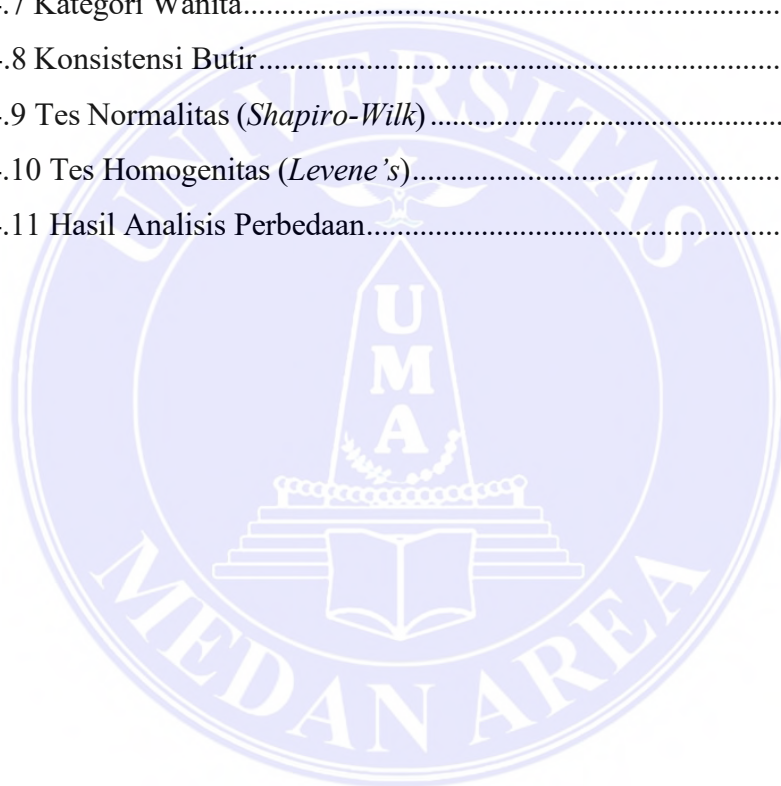 .7 Kategori Wanita
.8 Konsistensi Butir
.9 Tes Normalitas (Shapiro-Wilk)
.10 Tes Homogenitas (Levene's)
.11 Hasil Analisis Perbedaan
UNIVERSITAS
U
M
A
MEDAN AREA